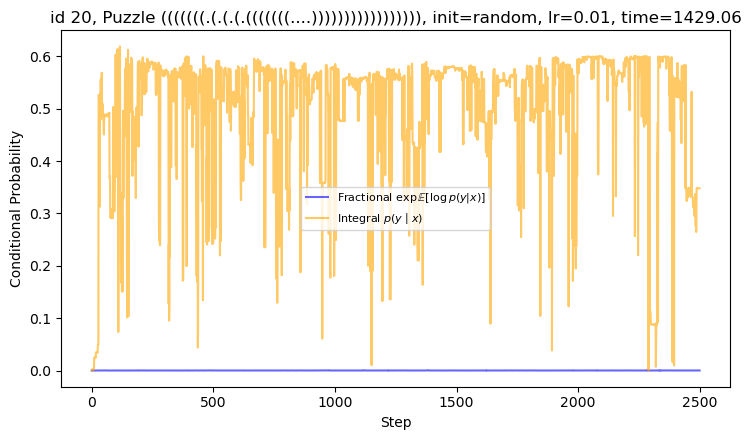 id 20, Puzzle (((((((.(.(.(.(((((((....))))))))))))))))), init=random, lr=0.01, time=1429.06
Conditional Probability
0.6
0.5
0.4
0.3
0.2
0.1
0.0
Fractional exp 𝔼[log p(y|x)]
Integral p(y | x)
0
500
1000
1500
2000
2500
Step